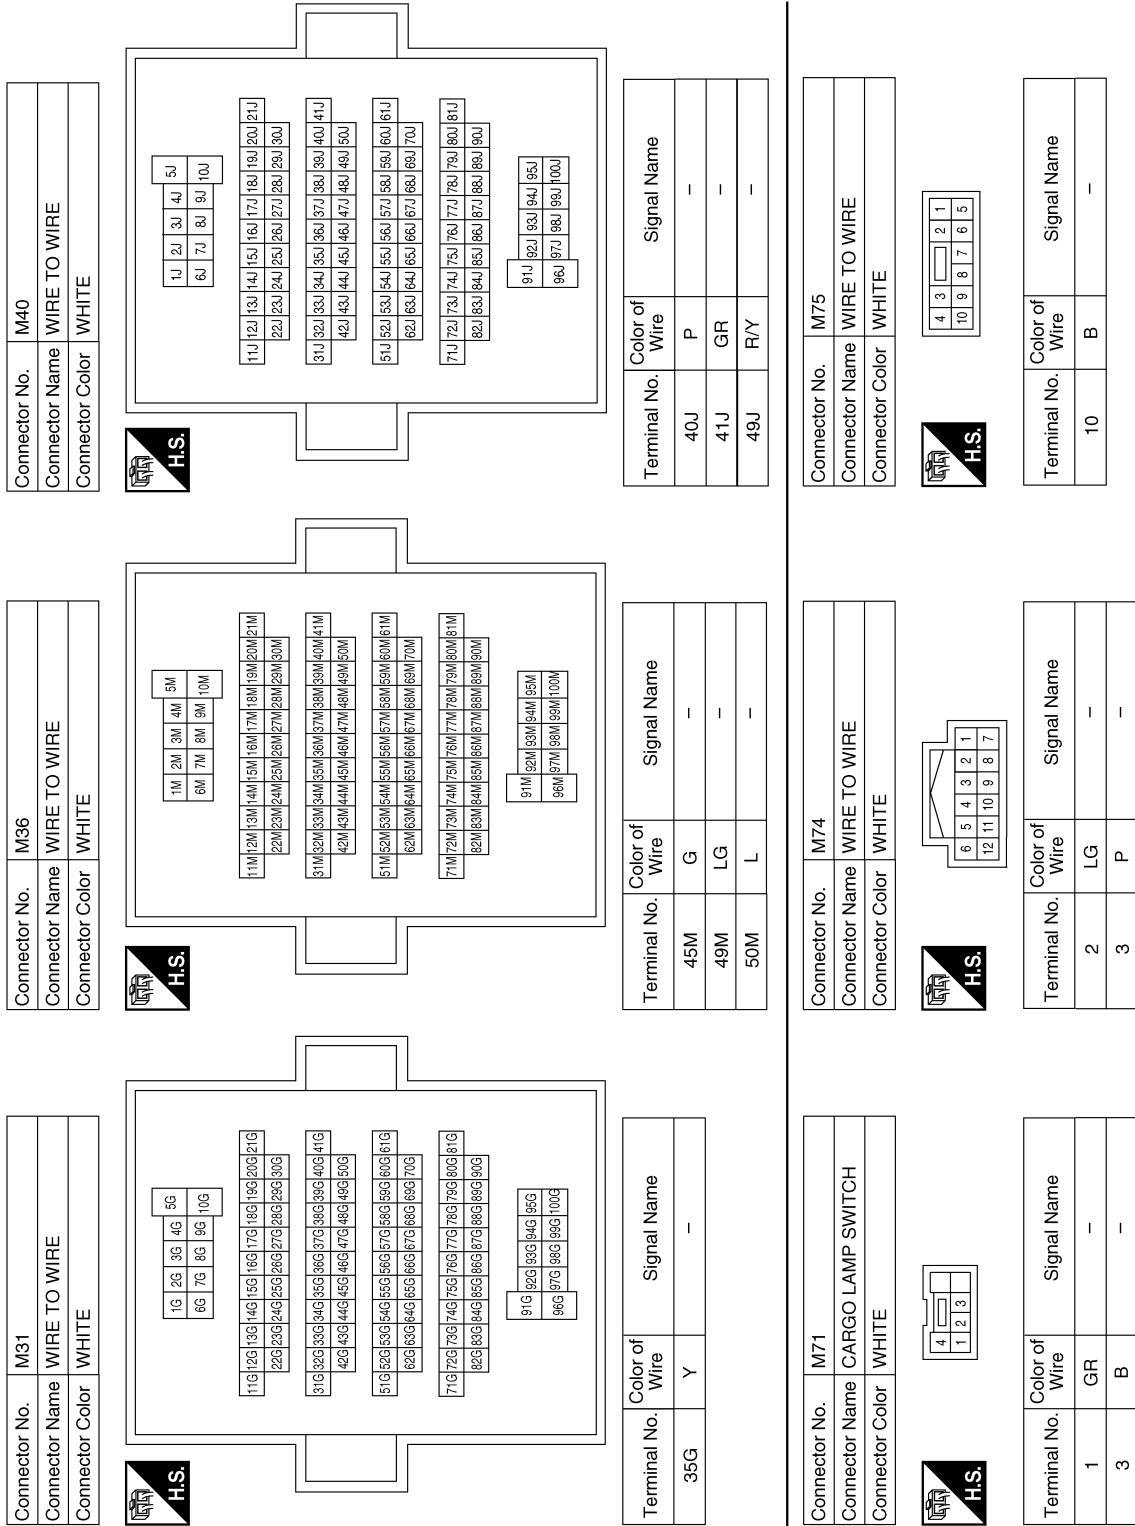 Connector No. M31
Connector Name WIRE TO WIRE
Connector Color WHITE
H.S.
1G 2G 3G 4G 5G
6G 7G 8G 9G 10G
11G 12G 13G 14G 15G 16G 17G 18G 19G 20G 21G
22G 23G 24G 25G 26G 27G 28G 29G 30G
31G 32G 33G 34G 35G 36G 37G 38G 39G 40G 41G
42G 43G 44G 45G 46G 47G 48G 49G 50G
51G 52G 53G 54G 55G 56G 57G 58G 59G 60G 61G
62G 63G 64G 65G 66G 67G 68G 69G 70G
71G 72G 73G 74G 75G 76G 77G 78G 79G 80G 81G
82G 83G 84G 85G 86G 87G 88G 89G 90G
91G 92G 93G 94G 95G
96G 97G 98G 99G 100G
Terminal No. Color of Wire Signal Name
35G Y –
Connector No. M36
Connector Name WIRE TO WIRE
Connector Color WHITE
H.S.
1M 2M 3M 4M 5M
6M 7M 8M 9M 10M
11M 12M 13M 14M 15M 16M 17M 18M 19M 20M 21M
22M 23M 24M 25M 26M 27M 28M 29M 30M
31M 32M 33M 34M 35M 36M 37M 38M 39M 40M 41M
42M 43M 44M 45M 46M 47M 48M 49M 50M
51M 52M 53M 54M 55M 56M 57M 58M 59M 60M 61M
62M 63M 64M 65M 66M 67M 68M 69M 70M
71M 72M 73M 74M 75M 76M 77M 78M 79M 80M 81M
82M 83M 84M 85M 86M 87M 88M 89M 90M
91M 92M 93M 94M 95M
96M 97M 98M 99M 100M
Terminal No. Color of Wire Signal Name
45M G –
49M LG –
50M L –
Connector No. M40
Connector Name WIRE TO WIRE
Connector Color WHITE
H.S.
1J 2J 3J 4J 5J
6J 7J 8J 9J 10J
11J 12J 13J 14J 15J 16J 17J 18J 19J 20J 21J
22J 23J 24J 25J 26J 27J 28J 29J 30J
31J 32J 33J 34J 35J 36J 37J 38J 39J 40J 41J
42J 43J 44J 45J 46J 47J 48J 49J 50J
51J 52J 53J 54J 55J 56J 57J 58J 59J 60J 61J
62J 63J 64J 65J 66J 67J 68J 69J 70J
71J 72J 73J 74J 75J 76J 77J 78J 79J 80J 81J
82J 83J 84J 85J 86J 87J 88J 89J 90J
91J 92J 93J 94J 95J
96J 97J 98J 99J 100J
Terminal No. Color of Wire Signal Name
40J P –
41J GR –
49J R/Y –
Connector No. M71
Connector Name CARGO LAMP SWITCH
Connector Color WHITE
H.S.
4
1 2 3
Terminal No. Color of Wire Signal Name
1 GR –
3 B –
Connector No. M74
Connector Name WIRE TO WIRE
Connector Color WHITE
H.S.
6 5 4 3 2 1
12 11 10 9 8 7
Terminal No. Color of Wire Signal Name
2 LG –
3 P –
Connector No. M75
Connector Name WIRE TO WIRE
Connector Color WHITE
H.S.
4 3 2 1
10 9 8 7 6 5
Terminal No. Color of Wire Signal Name
10 B –